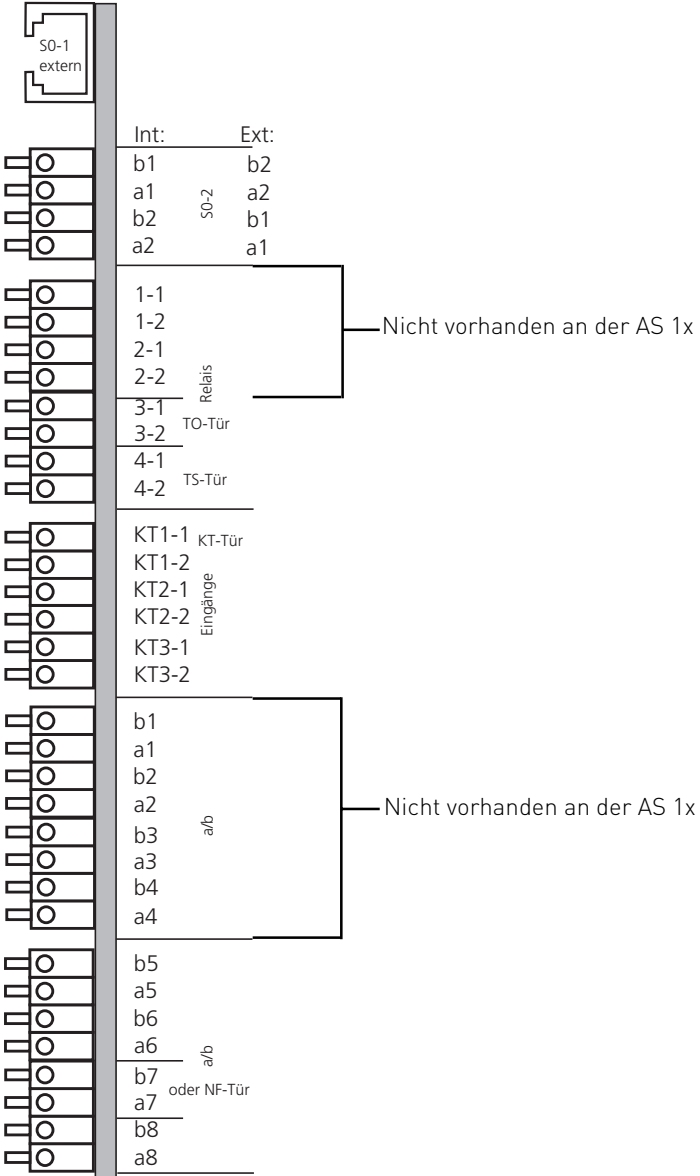 S0-1
extern
Int: Ext:
b1 b2
a1 a2
S0-2
b2 b1
a2 a1
1-1
1-2
Nicht vorhanden an der AS 1x
2-1
2-2
Relais
3-1
TO-Tür
3-2
4-1
TS-Tür
4-2
KT1-1 KT-Tür
KT1-2
KT2-1
Eingänge
KT2-2
KT3-1
KT3-2
b1
a1
b2
a2
Nicht vorhanden an der AS 1x
a/b
b3
a3
b4
a4
b5
a5
b6
a6
a/b
b7
oder NF-Tür
a7
b8
a8